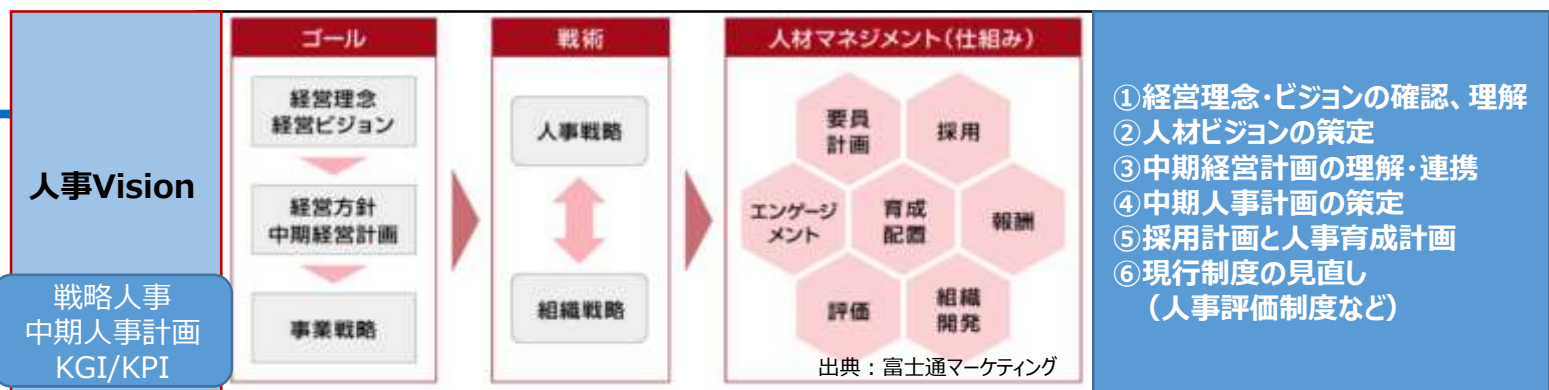 人事Vision
戦略人事
中期人事計画
KGI/KPI
ゴール
経営理念
経営ビジョン
経営方針
中期経営計画
事業戦略
戦術
人事戦略
組織戦略
人材マネジメント(仕組み)
要員
計画
採用
エンゲージ
メント
育成
配置
報酬
評価
組織
開発
出典：富士通マーケティング
①経営理念・ビジョンの確認、理解
②人材ビジョンの策定
③中期経営計画の理解・連携
④中期人事計画の策定
⑤採用計画と人事育成計画
⑥現行制度の見直し
（人事評価制度など）